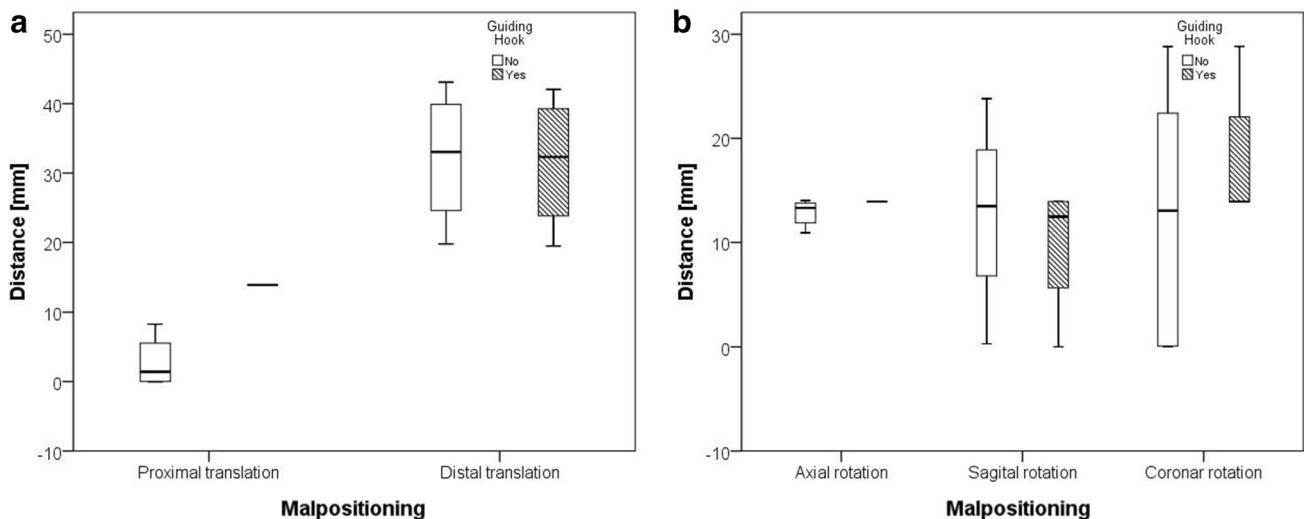 a
Guiding
Hook
No
Yes
50
40
30
20
10
0
-10
Distance [mm]
Proximal translation
Distal translation
Malpositioning
b
Guiding
Hook
No
Yes
30
20
10
0
-10
Distance [mm]
Axial rotation
Sagital rotation
Coronar rotation
Malpositioning